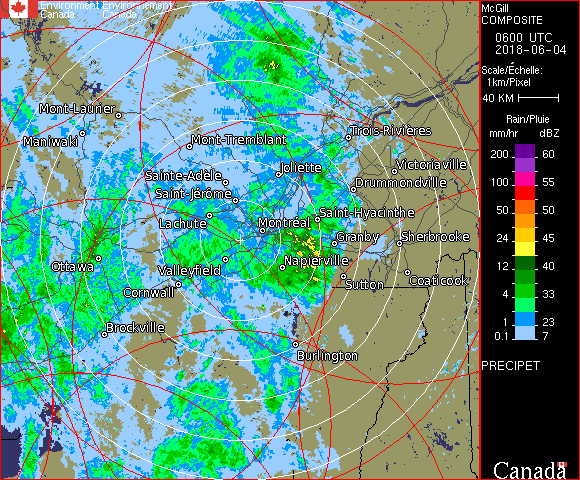 Environment Environnement
Canada Canada
McGill
COMPOSITE
0600 UTC
2018-06-04
Scale/Échelle:
1km/Pixel
40 KM
Rain/Pluie
mm/hr dBZ
200 60
100 55
50 50
24 45
12 40
4 33
1 23
0.1 7
PRECIPET
Canada
Mont-Laurier
Maniwaki
Mont-Tremblant
Trois-Rivières
Victoriaville
Joliette
Sainte-Adèle
Drummondville
Saint-Jérôme
Saint-Hyacinthe
Lachute
Montréal
Granby
Sherbrooke
Ottawa
Valleyfield
Napierville
Coaticook
Sutton
Cornwall
Brockville
Burlington